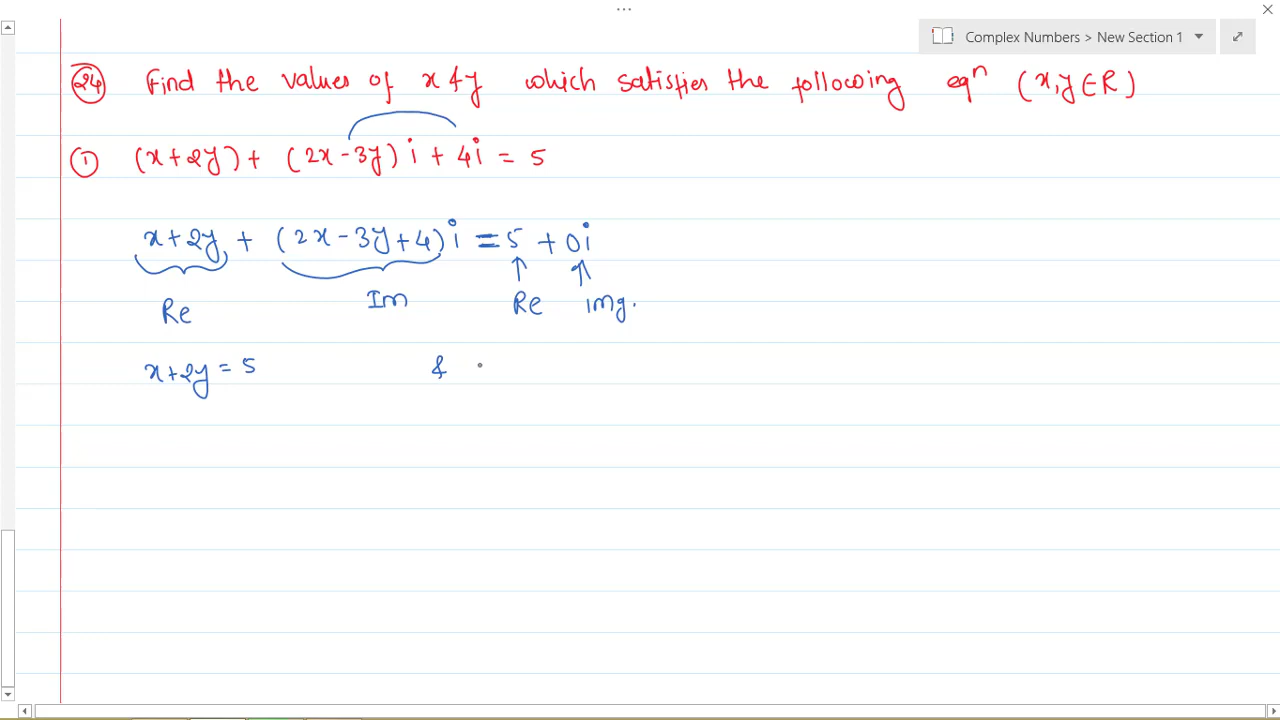 Complex Numbers > New Section 1
24 Find the values of x & y which satisfies the following eqⁿ (x,y ∈ R)
① (x+2y) + (2x-3y)i + 4i = 5
x+2y + (2x-3y+4)i = 5 + 0i
Re Im Re img.
x+2y = 5 &